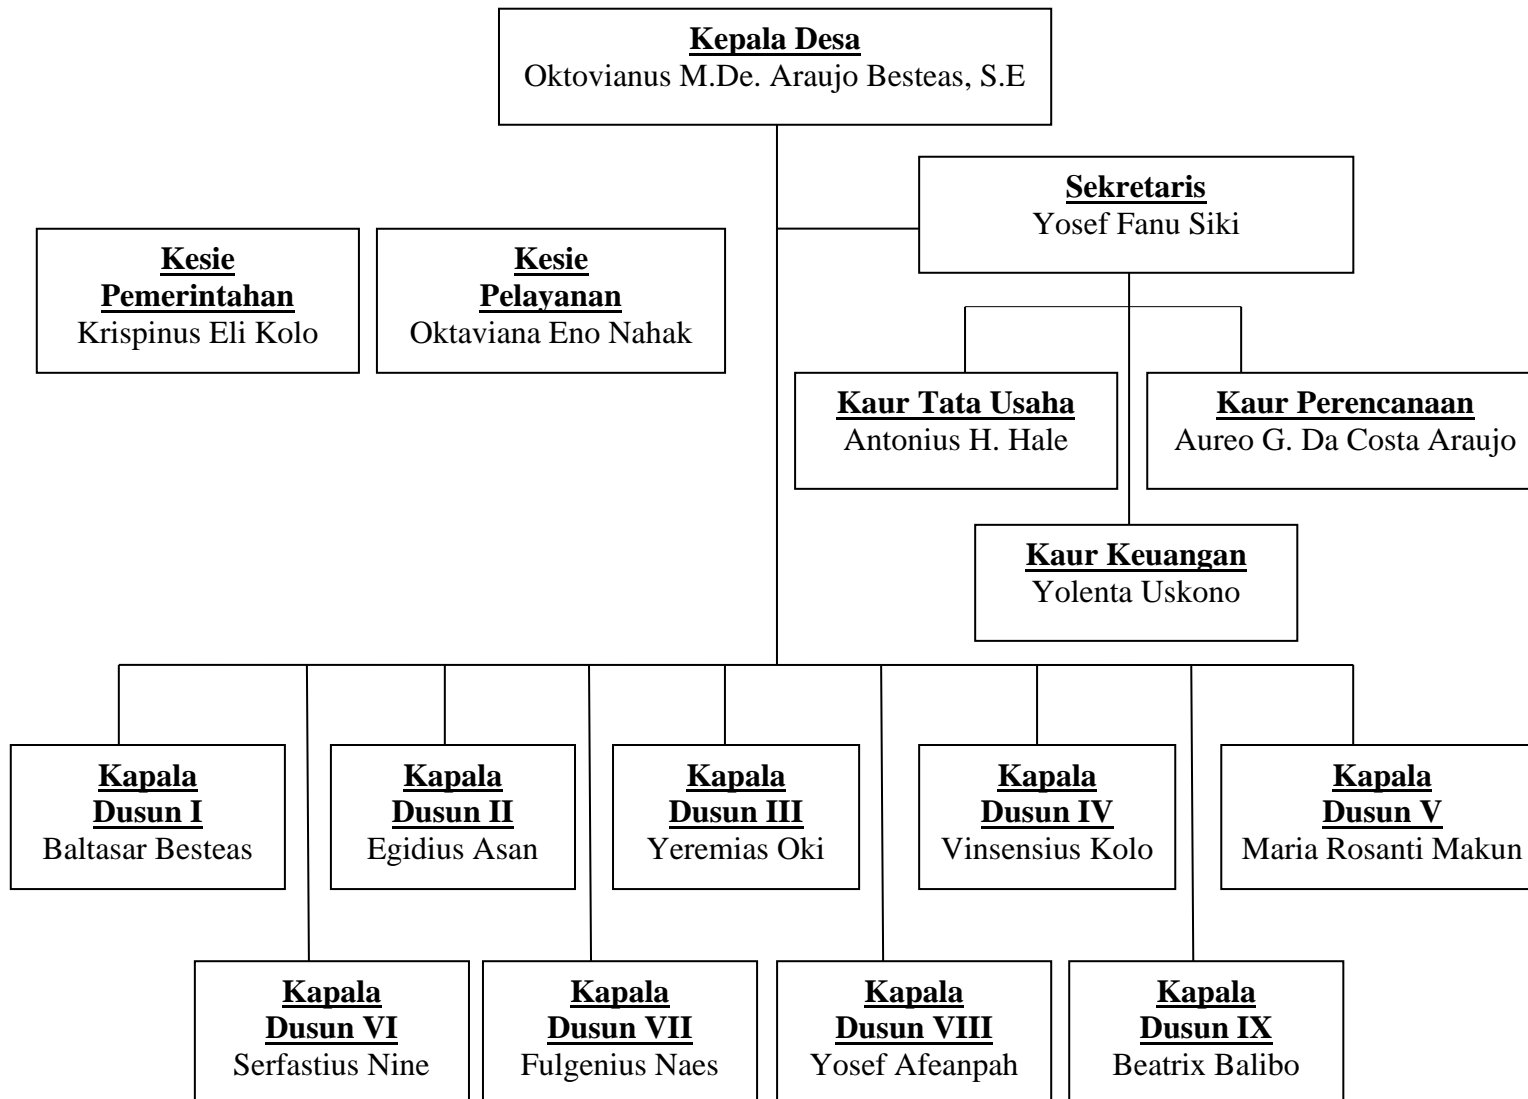 Kepala Desa
Oktovianus M.De. Araujo Besteas, S.E
Sekretaris
Yosef Fanu Siki
Kesie
Pemerintahan
Krispinus Eli Kolo
Kesie
Pelayanan
Oktaviana Eno Nahak
Kaur Tata Usaha
Antonius H. Hale
Kaur Perencanaan
Aureo G. Da Costa Araujo
Kaur Keuangan
Yolenta Uskono
Kapala
Dusun I
Baltasar Besteas
Kapala
Dusun II
Egidius Asan
Kapala
Dusun III
Yeremias Oki
Kapala
Dusun IV
Vinsensius Kolo
Kapala
Dusun V
Maria Rosanti Makun
Kapala
Dusun VI
Serfastius Nine
Kapala
Dusun VII
Fulgenius Naes
Kapala
Dusun VIII
Yosef Afeanpah
Kapala
Dusun IX
Beatrix Balibo